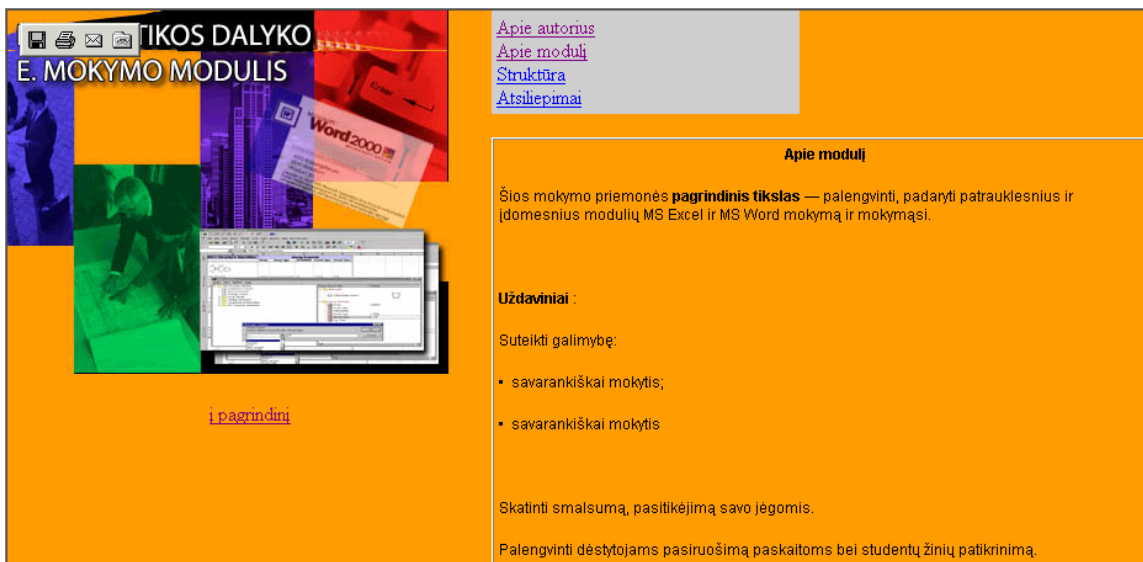 TIKOS DALYKO
E. MOKYMO MODULIS
Enter
Microsoft
Word 2000
į pagrindinį
Apie autorius
Apie modulį
Struktūra
Atsiliepimai
Apie modulį
Šios mokymo priemonės pagrindinis tikslas — palengvinti, padaryti patrauklesnius ir
įdomesnius modulių MS Excel ir MS Word mokymą ir mokymąsi.
Uždaviniai :
Suteikti galimybę:
▪ savarankiškai mokytis;
▪ savarankiškai mokytis
Skatinti smalsumą, pasitikėjimą savo jėgomis.
Palengvinti dėstytojams pasiruošimą paskaitoms bei studentų žinių patikrinimą.